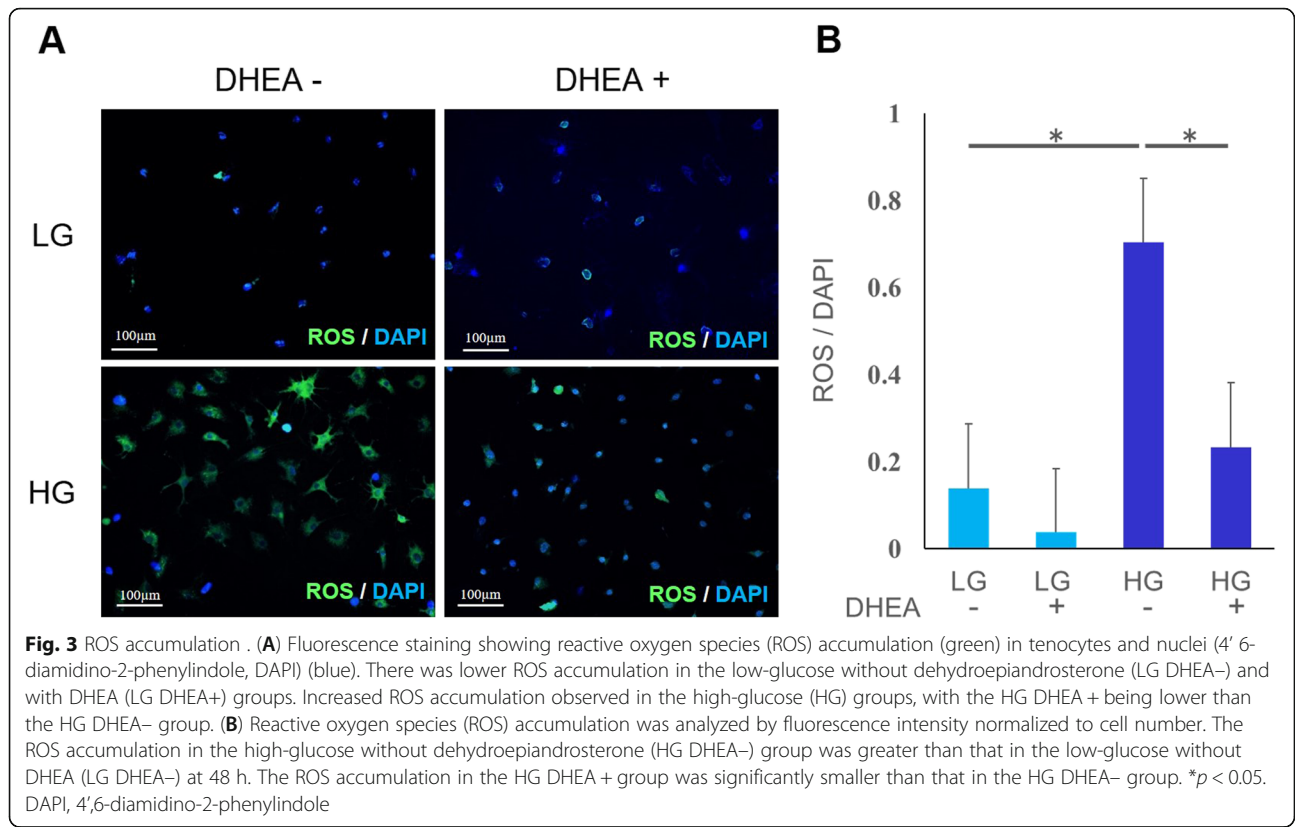 A
B
DHEA -
DHEA +
LG
HG
100μm
ROS / DAPI
100μm
ROS / DAPI
100μm
ROS / DAPI
100μm
ROS / DAPI
ROS / DAPI
1
0.8
0.6
0.4
0.2
0
*
*
LG
LG
HG
HG
DHEA
-
+
-
+
Fig. 3 ROS accumulation . (A) Fluorescence staining showing reactive oxygen species (ROS) accumulation (green) in tenocytes and nuclei (4′ 6-
diamidino-2-phenylindole, DAPI) (blue). There was lower ROS accumulation in the low-glucose without dehydroepiandrosterone (LG DHEA–) and
with DHEA (LG DHEA+) groups. Increased ROS accumulation observed in the high-glucose (HG) groups, with the HG DHEA + being lower than
the HG DHEA– group. (B) Reactive oxygen species (ROS) accumulation was analyzed by fluorescence intensity normalized to cell number. The
ROS accumulation in the high-glucose without dehydroepiandrosterone (HG DHEA–) group was greater than that in the low-glucose without
DHEA (LG DHEA–) at 48 h. The ROS accumulation in the HG DHEA + group was significantly smaller than that in the HG DHEA– group. *p < 0.05.
DAPI, 4′,6-diamidino-2-phenylindole